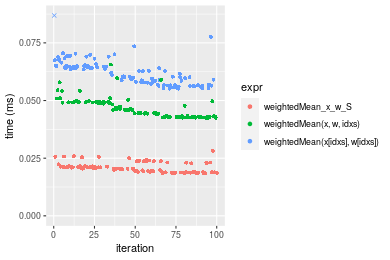 0.075
0.050
0.025
0.000
time (ms)
0
25
50
75
100
iteration
expr
weightedMean_x_w_S
weightedMean(x, w, idxs)
weightedMean(x[idxs], w[idxs])